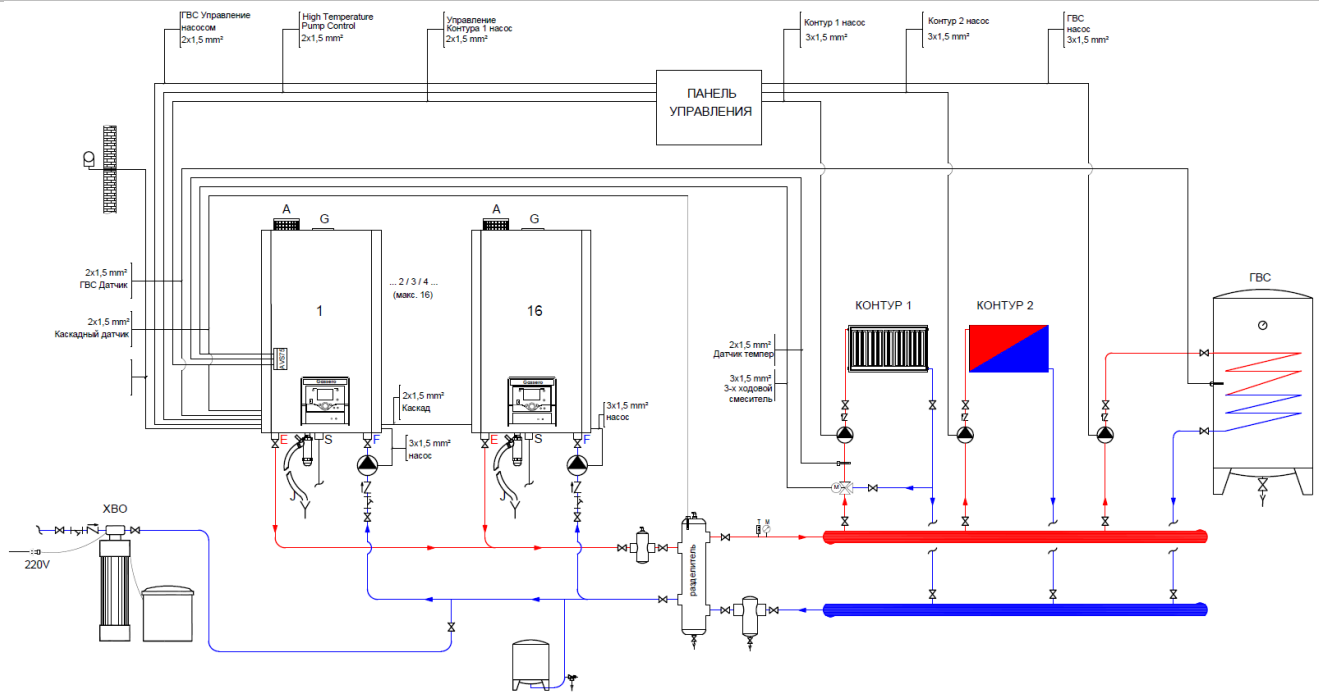 ГВС Управление
насосом
2x1,5 mm²
High Temperature
Pump Control
2x1,5 mm²
Управление
Контура 1 насос
2x1,5 mm²
Контур 1 насос
3x1,5 mm²
Контур 2 насос
3x1,5 mm²
ГВС
насос
3x1,5 mm²
ПАНЕЛЬ
УПРАВЛЕНИЯ
A
G
A
G
2x1,5 mm²
ГВС Датчик
1
... 2 / 3 / 4 ...
(макс. 16)
16
ГВС
КОНТУР 1
КОНТУР 2
2x1,5 mm²
Каскадный датчик
AVS75
2x1,5 mm²
Датчик темпер
3x1,5 mm²
3-х ходовой
смеситель
2x1,5 mm²
Каскад
3x1,5 mm²
насос
E
S
F
3x1,5 mm²
насос
E
S
F
J
J
M
ХВО
220V
T
M
разделитель